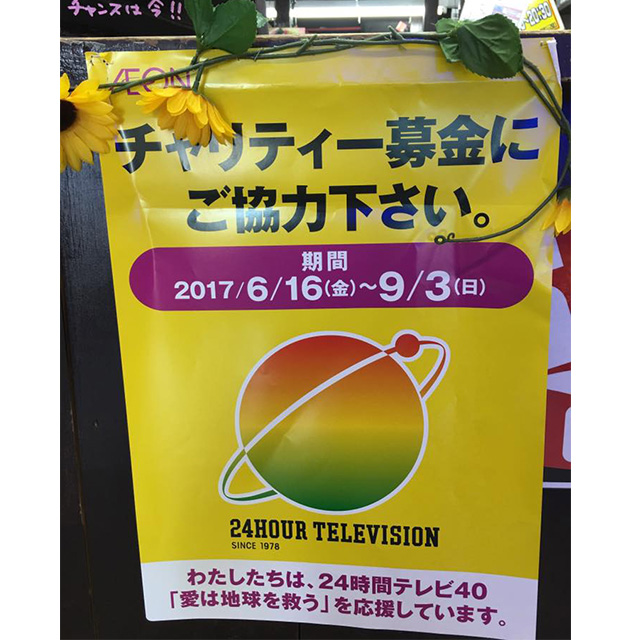 チャンスは今!!
20:30
ÆON
チャリティー募金に
ご協力下さい。
期間
2017/6/16(金)~9/3(日)
24HOUR TELEVISION
SINCE 1978
わたしたちは、24時間テレビ40
「愛は地球を救う」を応援しています。